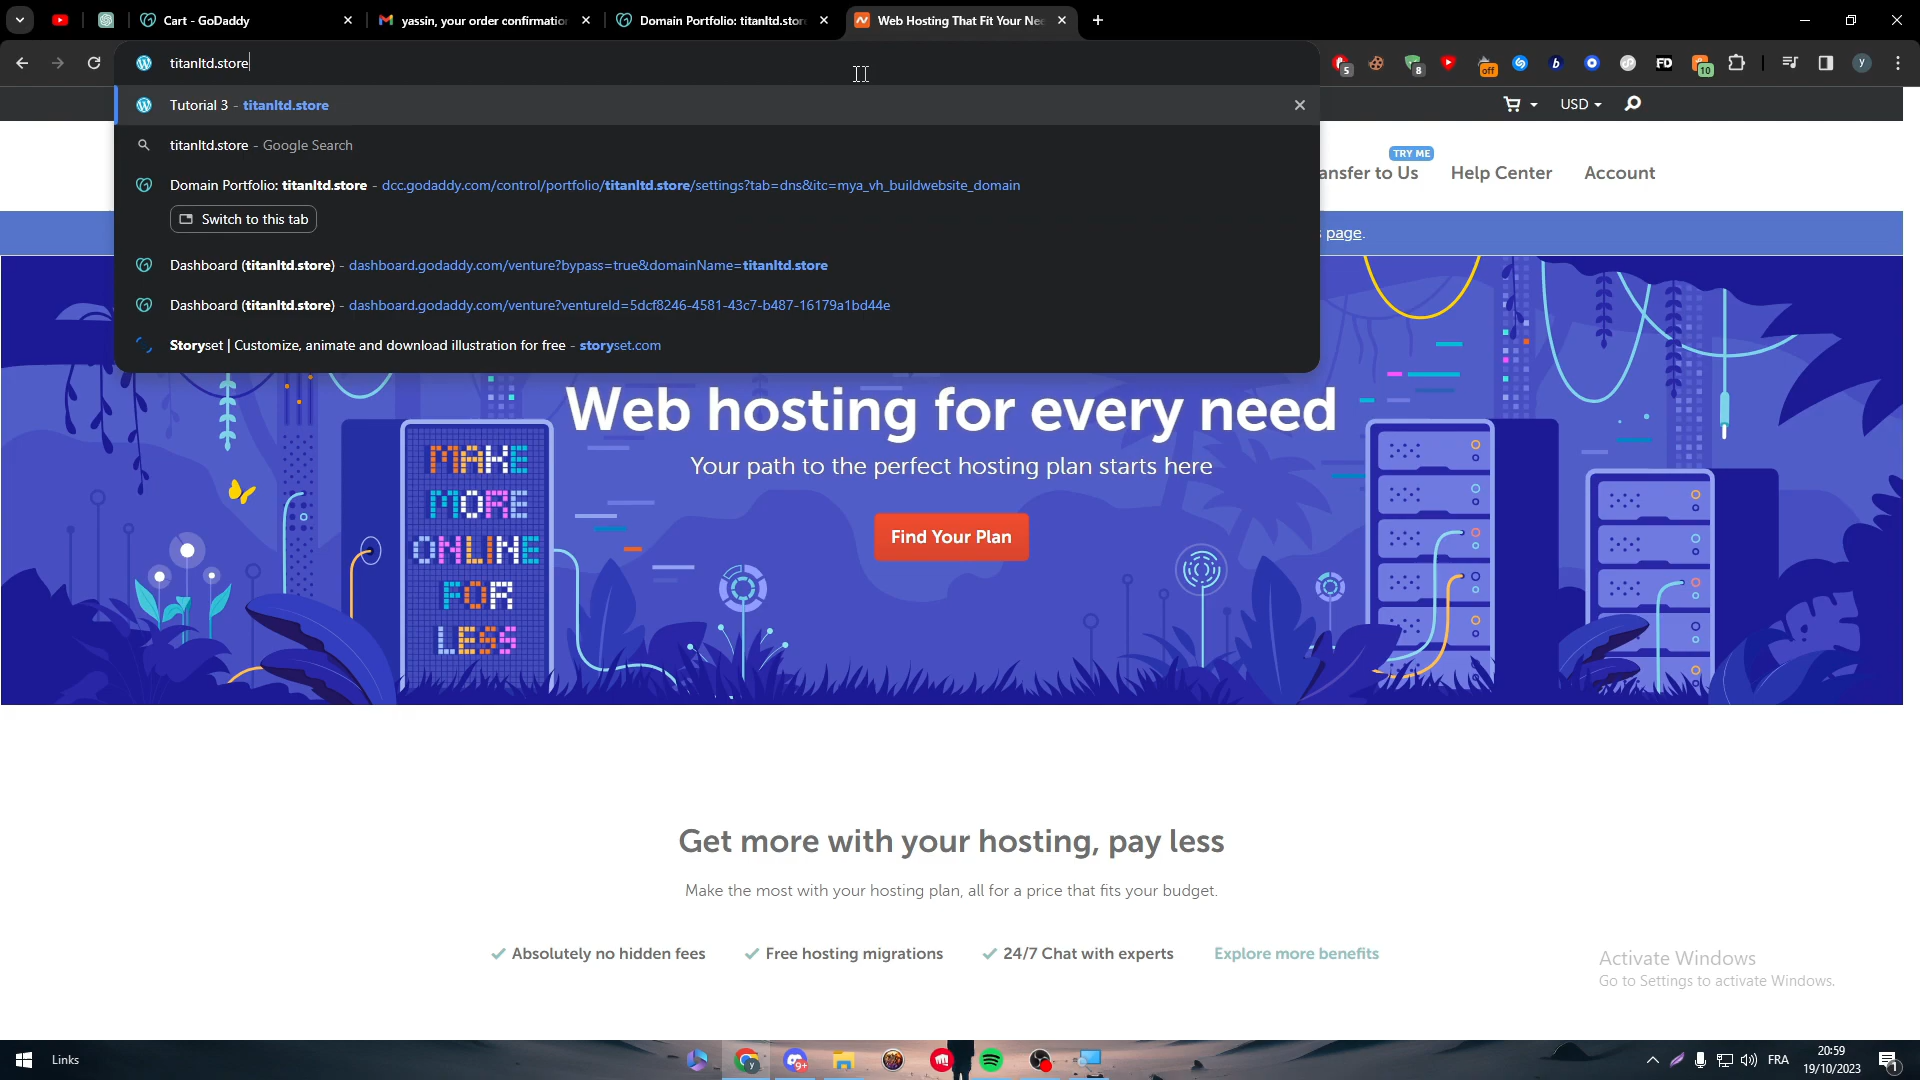 Cart - GoDaddy
yassin, your order confirmation
Domain Portfolio: titanltd.stor
Web Hosting That Fit Your Ne
titanltd.store
5
8
off
b
FD
10
y
Tutorial 3 - titanltd.store
USD
titanltd.store - Google Search
TRY ME
ansfer to Us
Help Center
Account
Domain Portfolio: titanltd.store - dcc.godaddy.com/control/portfolio/titanltd.store/settings?tab=dns&itc=mya_vh_buildwebsite_domain
Switch to this tab
page.
Dashboard (titanltd.store) - dashboard.godaddy.com/venture?bypass=true&domainName=titanltd.store
Dashboard (titanltd.store) - dashboard.godaddy.com/venture?ventureId=5dcf8246-4581-43c7-b487-16179a1bd44e
Storyset | Customize, animate and download illustration for free - storyset.com
Web hosting for every need
Your path to the perfect hosting plan starts here
Find Your Plan
MAKE
MORE
ONLINE
FOR
LESS
Get more with your hosting, pay less
Make the most with your hosting plan, all for a price that fits your budget.
Absolutely no hidden fees
Free hosting migrations
24/7 Chat with experts
Explore more benefits
Activate Windows
Go to Settings to activate Windows.
Links
9+
FRA
20:59
19/10/2023
1